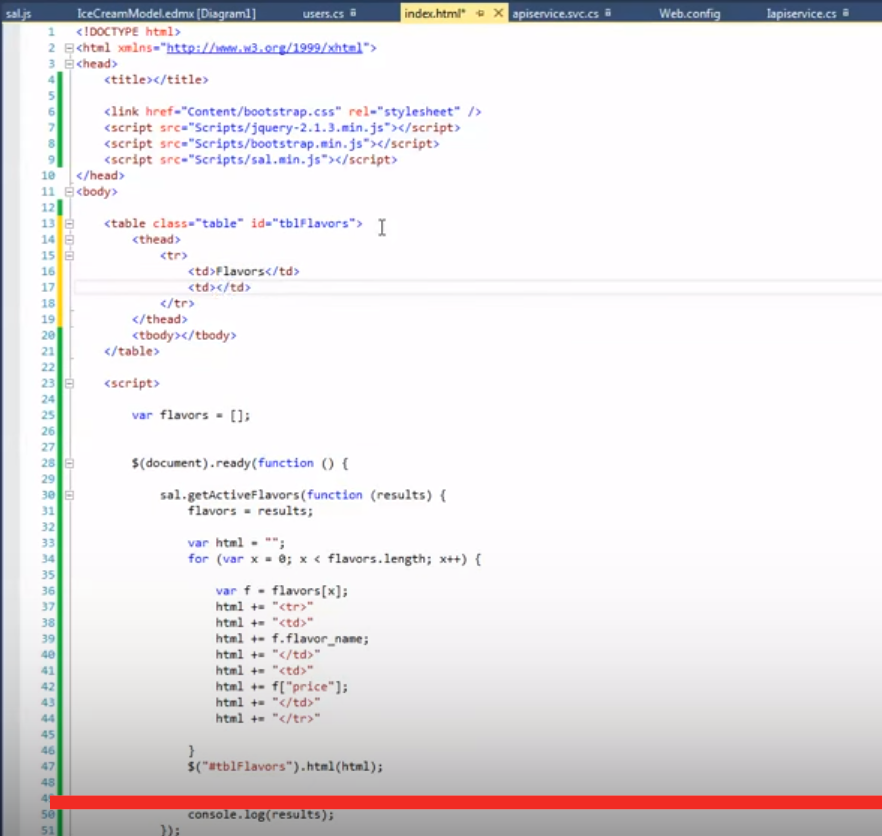 sal.js IceCreamModel.edmx [Diagram1] users.cs index.html* apiservice.svc.cs Web.config Iapiservice.cs
1 <!DOCTYPE html>
2 <html xmlns="http://www.w3.org/1999/xhtml">
3 <head>
4 <title></title>
5
6 <link href="Content/bootstrap.css" rel="stylesheet" />
7 <script src="Scripts/jquery-2.1.3.min.js"></script>
8 <script src="Scripts/bootstrap.min.js"></script>
9 <script src="Scripts/sal.min.js"></script>
10 </head>
11 <body>
12
13 <table class="table" id="tblFlavors">
14 <thead>
15 <tr>
16 <td>Flavors</td>
17 <td></td>
18 </tr>
19 </thead>
20 <tbody></tbody>
21 </table>
22
23 <script>
24
25 var flavors = [];
26
27
28 $(document).ready(function () {
29
30 sal.getActiveFlavors(function (results) {
31 flavors = results;
32
33 var html = "";
34 for (var x = 0; x < flavors.length; x++) {
35
36 var f = flavors[x];
37 html += "<tr>"
38 html += "<td>"
39 html += f.flavor_name;
40 html += "</td>"
41 html += "<td>"
42 html += f["price"];
43 html += "</td>"
44 html += "</tr>"
45
46 }
47 $("#tblFlavors").html(html);
48
50 console.log(results);
51 });